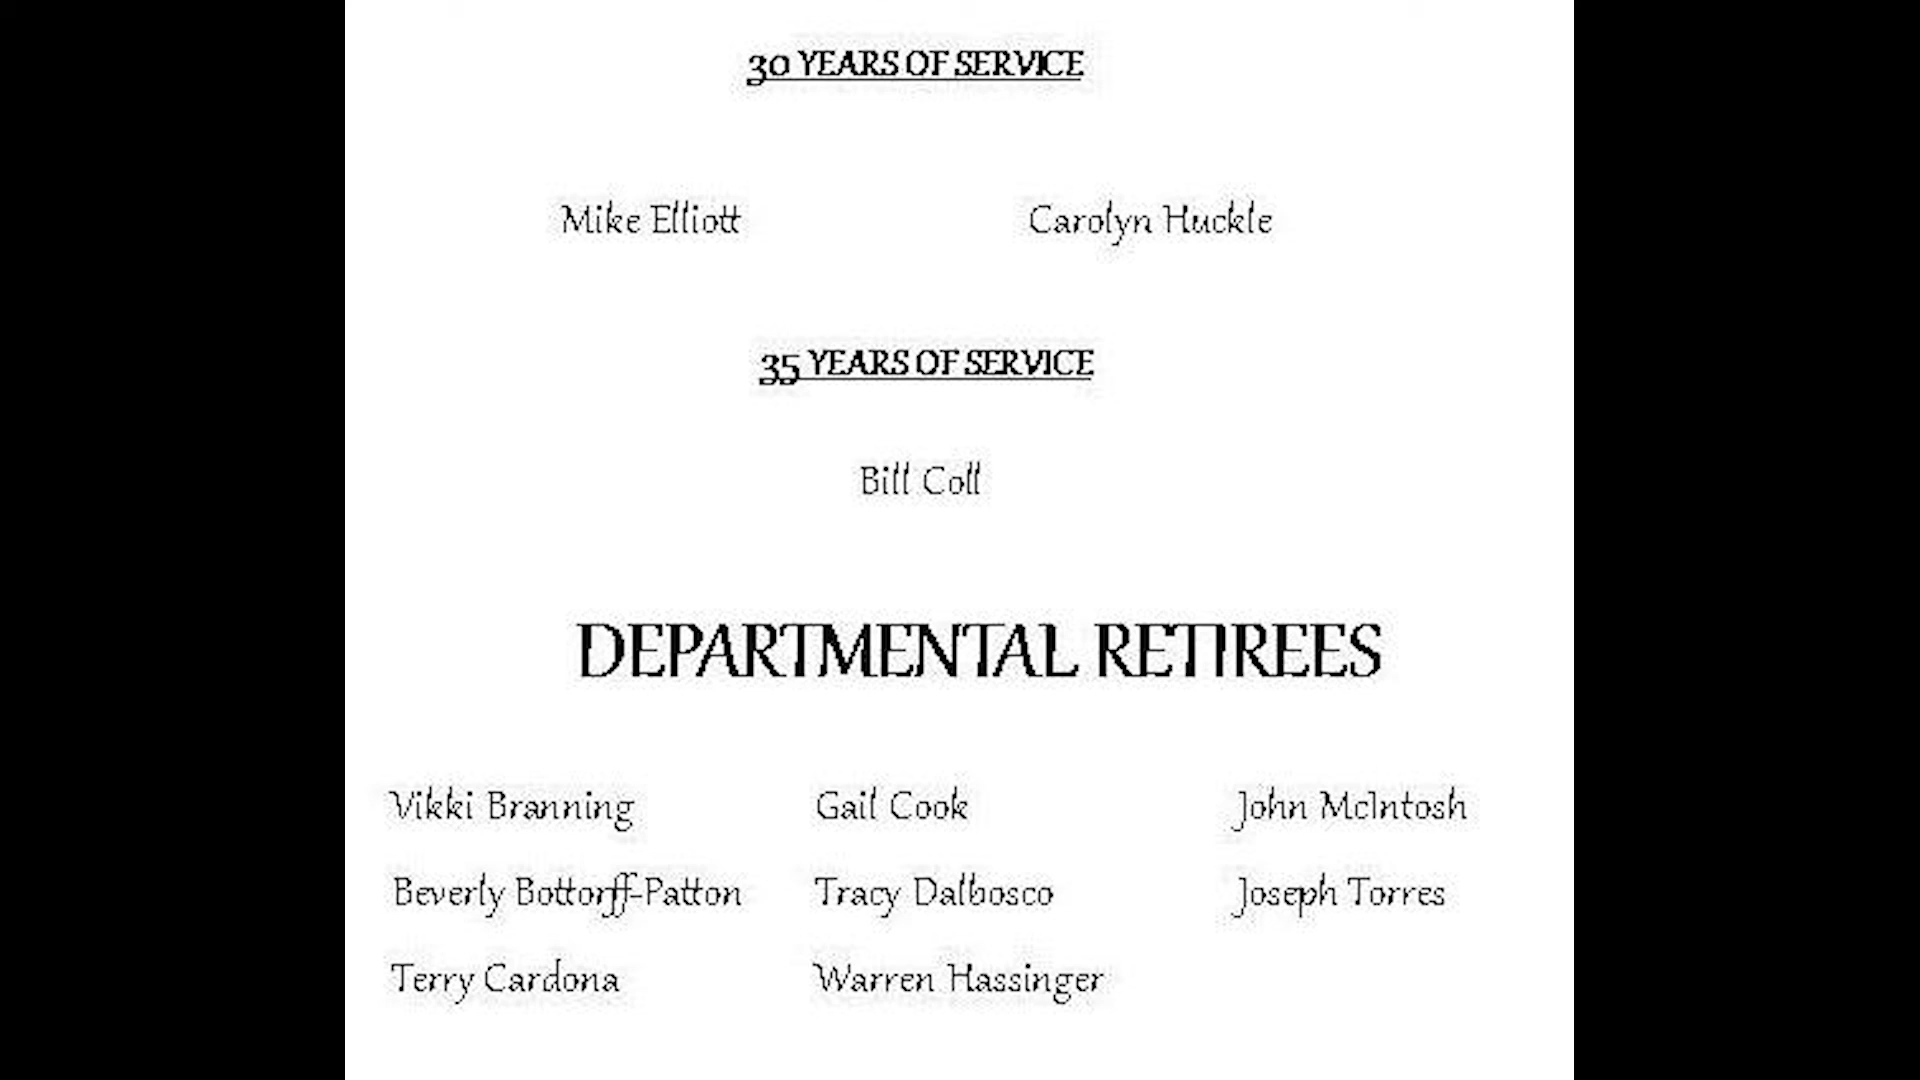 30 YEARS OF SERVICE
Mike Elliott Carolyn Huckle
35 YEARS OF SERVICE
Bill Coll
DEPARTMENTAL RETIREES
Vikki Branning Gail Cook John McIntosh
Beverly Bottorff-Patton Tracy Dalbosco Joseph Torres
Terry Cardona Warren Hassinger